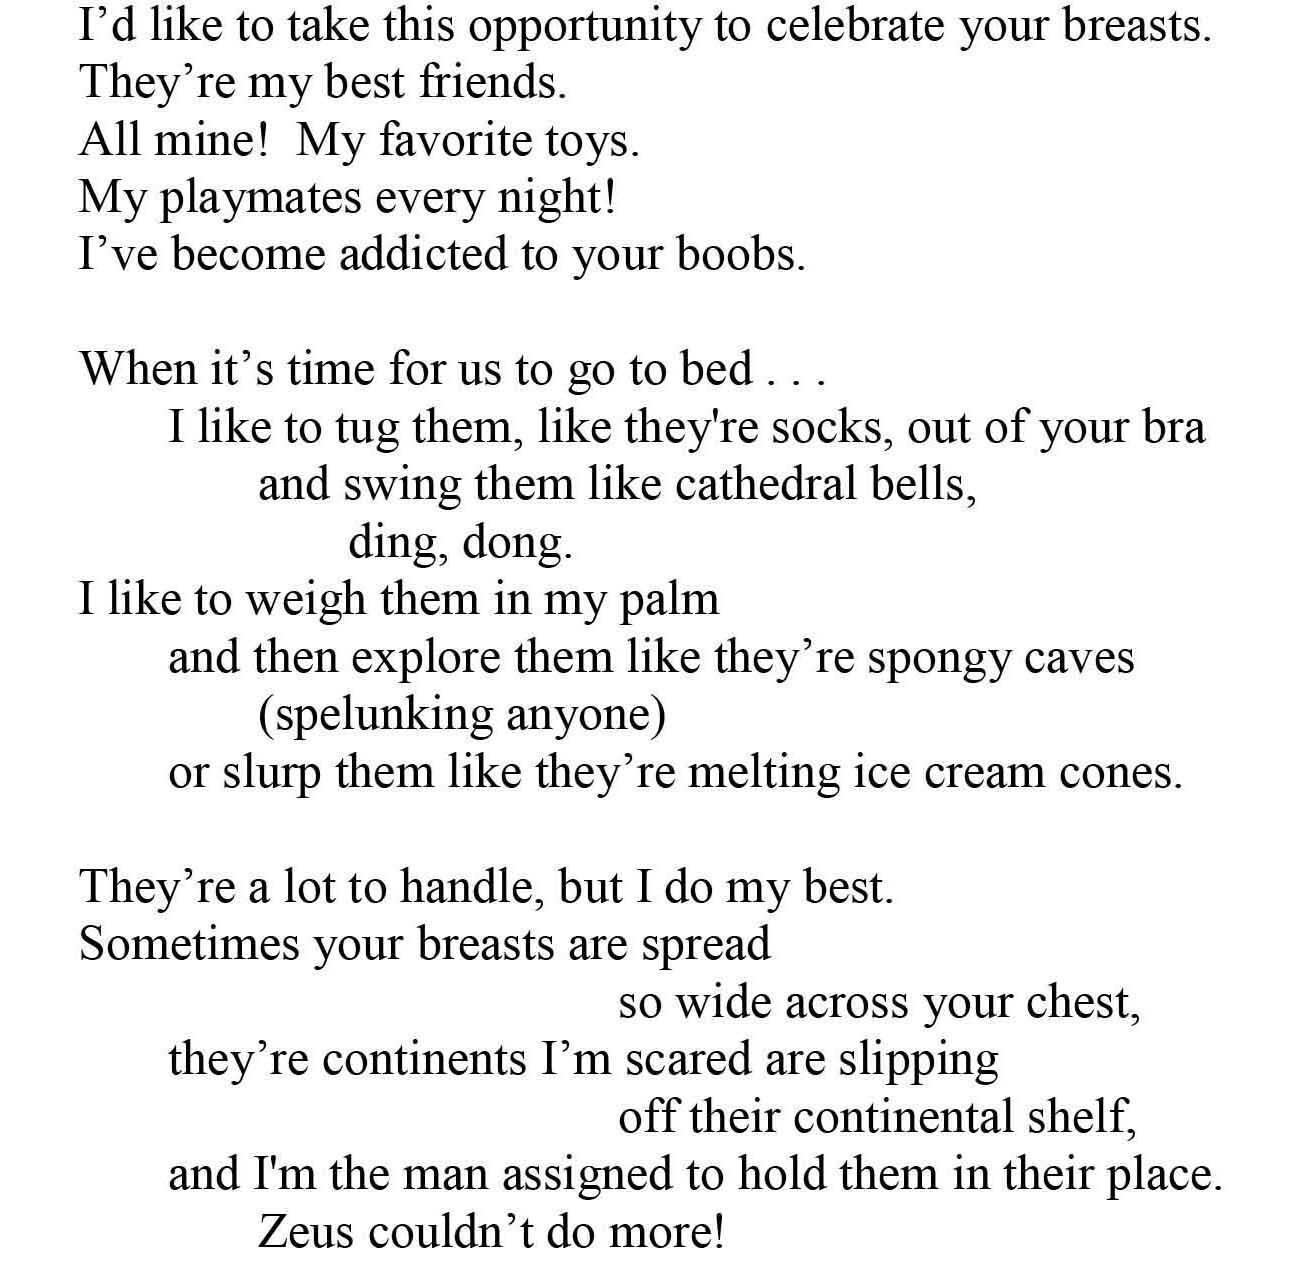 I’d like to take this opportunity to celebrate your breasts.
They’re my best friends.
All mine!  My favorite toys.
My playmates every night!
I’ve become addicted to your boobs.

When it’s time for us to go to bed . . .
I like to tug them, like they're socks, out of your bra
and swing them like cathedral bells,
ding, dong.
I like to weigh them in my palm
and then explore them like they’re spongy caves
(spelunking anyone)
or slurp them like they’re melting ice cream cones.

They’re a lot to handle, but I do my best.
Sometimes your breasts are spread
so wide across your chest,
they’re continents I’m scared are slipping
off their continental shelf,
and I'm the man assigned to hold them in their place.
Zeus couldn’t do more!